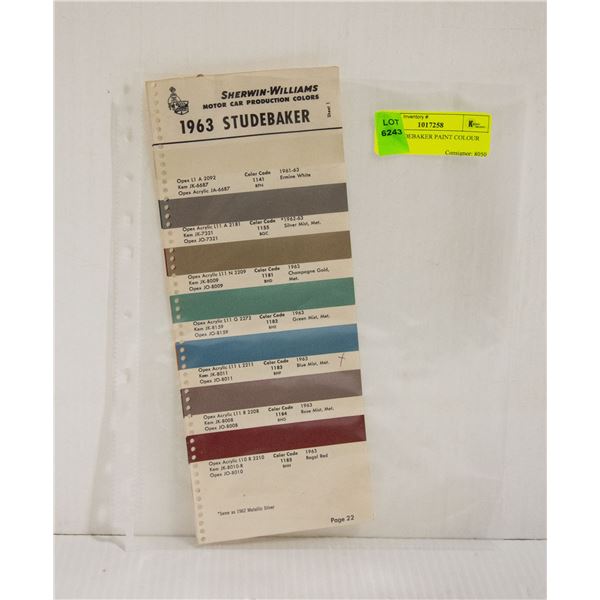 SHERWIN-WILLIAMS
MOTOR CAR PRODUCTION COLORS
1963 STUDEBAKER
Sheet 1
Opex L1 A 2092 Color Code 1961-63
Kem JK-6687 1141 Ermine White
Opex Acrylic JA-6687 BFN
Opex Acrylic L11 A 2181 Color Code *1962-63
Kem JK-7321 1155 Silver Mist, Met.
Opex JO-7321
Opex Acrylic L11 N 2209 Color Code 1963
Kem JK-8009 1181 Champagne Gold,
Opex JO-8009 Met.
Opex Acrylic L11 G 2272 Color Code 1963
Kem JK-8159 1182 Green Mist, Met.
Opex JO-8159
Opex Acrylic L11 L 2211 Color Code 1963
Kem JK-8011 1183 Blue Mist, Met.
Opex JO-8011 BHF
Opex Acrylic L11 R 2208 Color Code 1963
Kem JK-8008 1184 Rose Mist, Met.
Opex JO-8008 BHG
Opex Acrylic L10 R 2210 Color Code 1963
Kem JK-8010-R 1185 Regal Red
Opex JO-8010 BHH
*Same as 1962 Metallic Silver
Page 22
LOT
6243
Inventory #:
1017258
DEBAKER PAINT COLOUR
Consignor: 8050